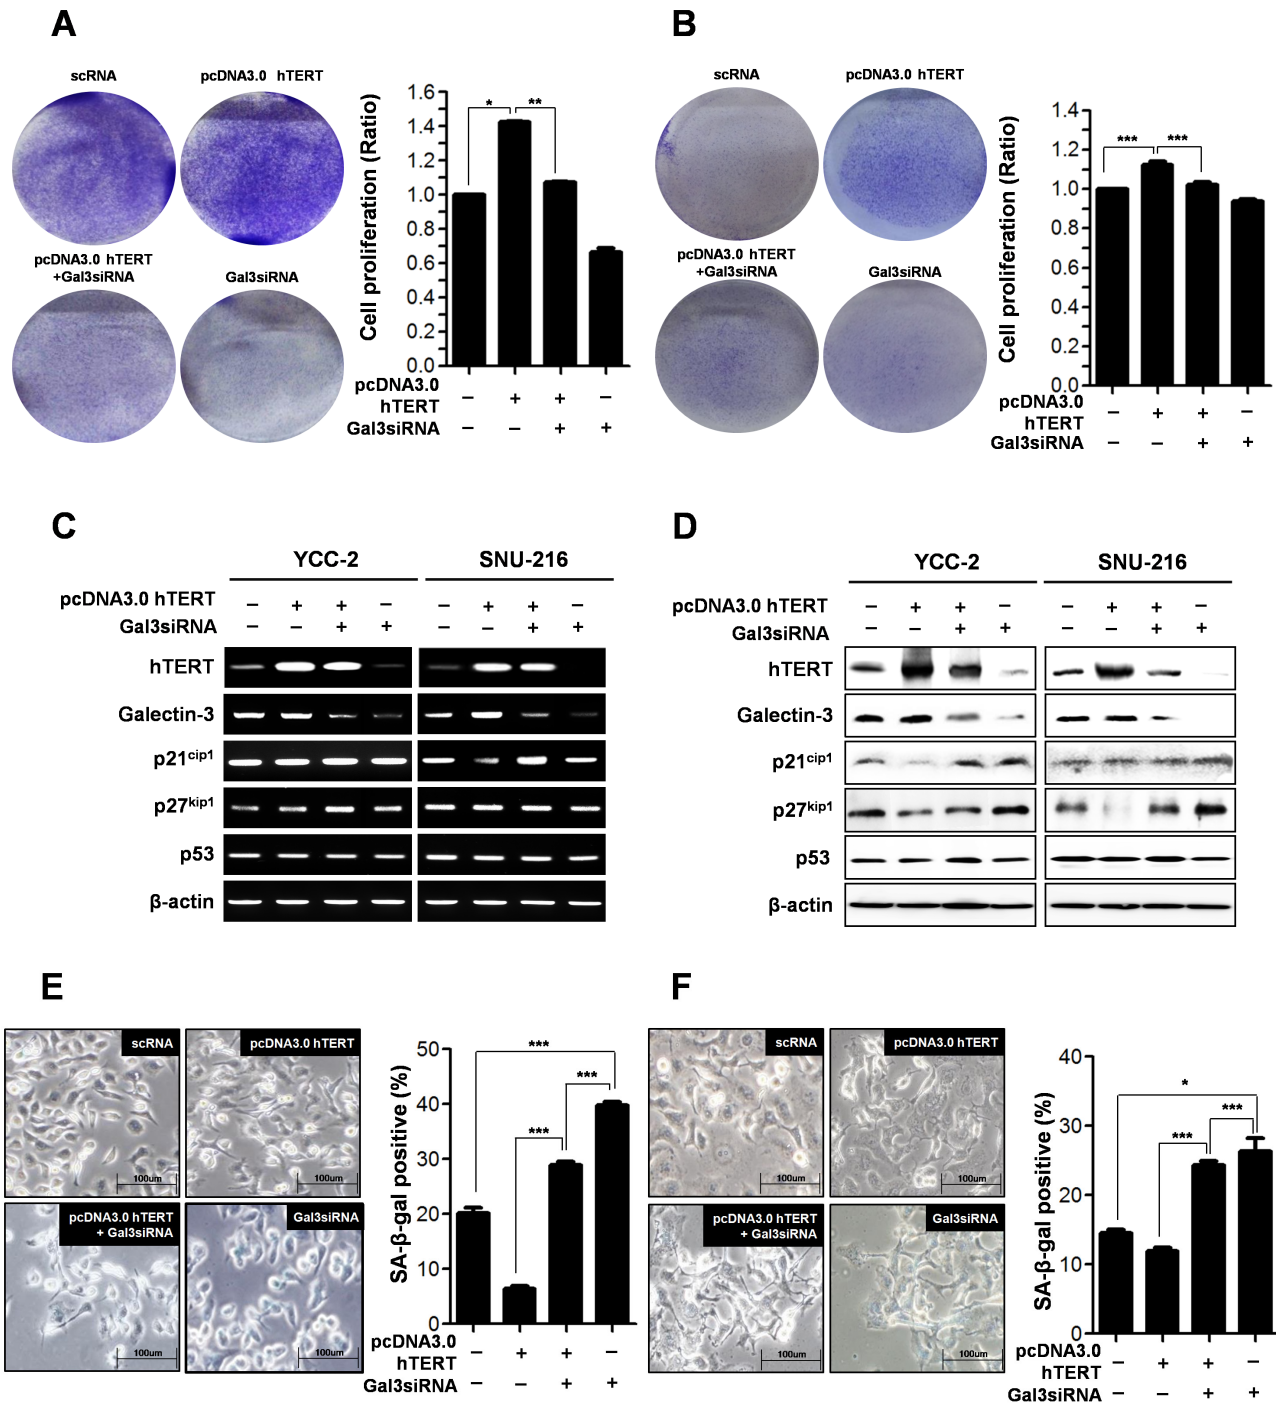 A
scRNA
pcDNA3.0 hTERT
pcDNA3.0 hTERT
+Gal3siRNA
Gal3siRNA
Cell proliferation (Ratio)
1.6
1.4
1.2
1.0
0.8
0.6
0.4
0.2
0.0
*
**
pcDNA3.0
hTERT
− + + −
Gal3siRNA − − + +
B
scRNA
pcDNA3.0 hTERT
pcDNA3.0 hTERT
+Gal3siRNA
Gal3siRNA
Cell proliferation (Ratio)
1.4
1.2
1.0
0.8
0.6
0.4
0.2
0.0
***
***
pcDNA3.0
hTERT
− + + −
Gal3siRNA − − + +
C
YCC-2 SNU-216
pcDNA3.0 hTERT − + + − − + + −
Gal3siRNA − − + + − − + +
hTERT
Galectin-3
p21cip1
p27kip1
p53
β-actin
D
YCC-2 SNU-216
pcDNA3.0 hTERT − + + − − + + −
Gal3siRNA − − + + − − + +
hTERT
Galectin-3
p21cip1
p27kip1
p53
β-actin
E
scRNA
100um
pcDNA3.0 hTERT
100um
pcDNA3.0 hTERT
+ Gal3siRNA
100um
Gal3siRNA
100um
SA-β-gal positive (%)
50
40
30
20
10
0
***
***
***
pcDNA3.0
hTERT
− + + −
Gal3siRNA − − + +
F
scRNA
100um
pcDNA3.0 hTERT
100um
pcDNA3.0 hTERT
+ Gal3siRNA
100um
Gal3siRNA
100um
SA-β-gal positive (%)
40
30
20
10
0
*
***
***
pcDNA3.0
hTERT
− + + −
Gal3siRNA − − + +